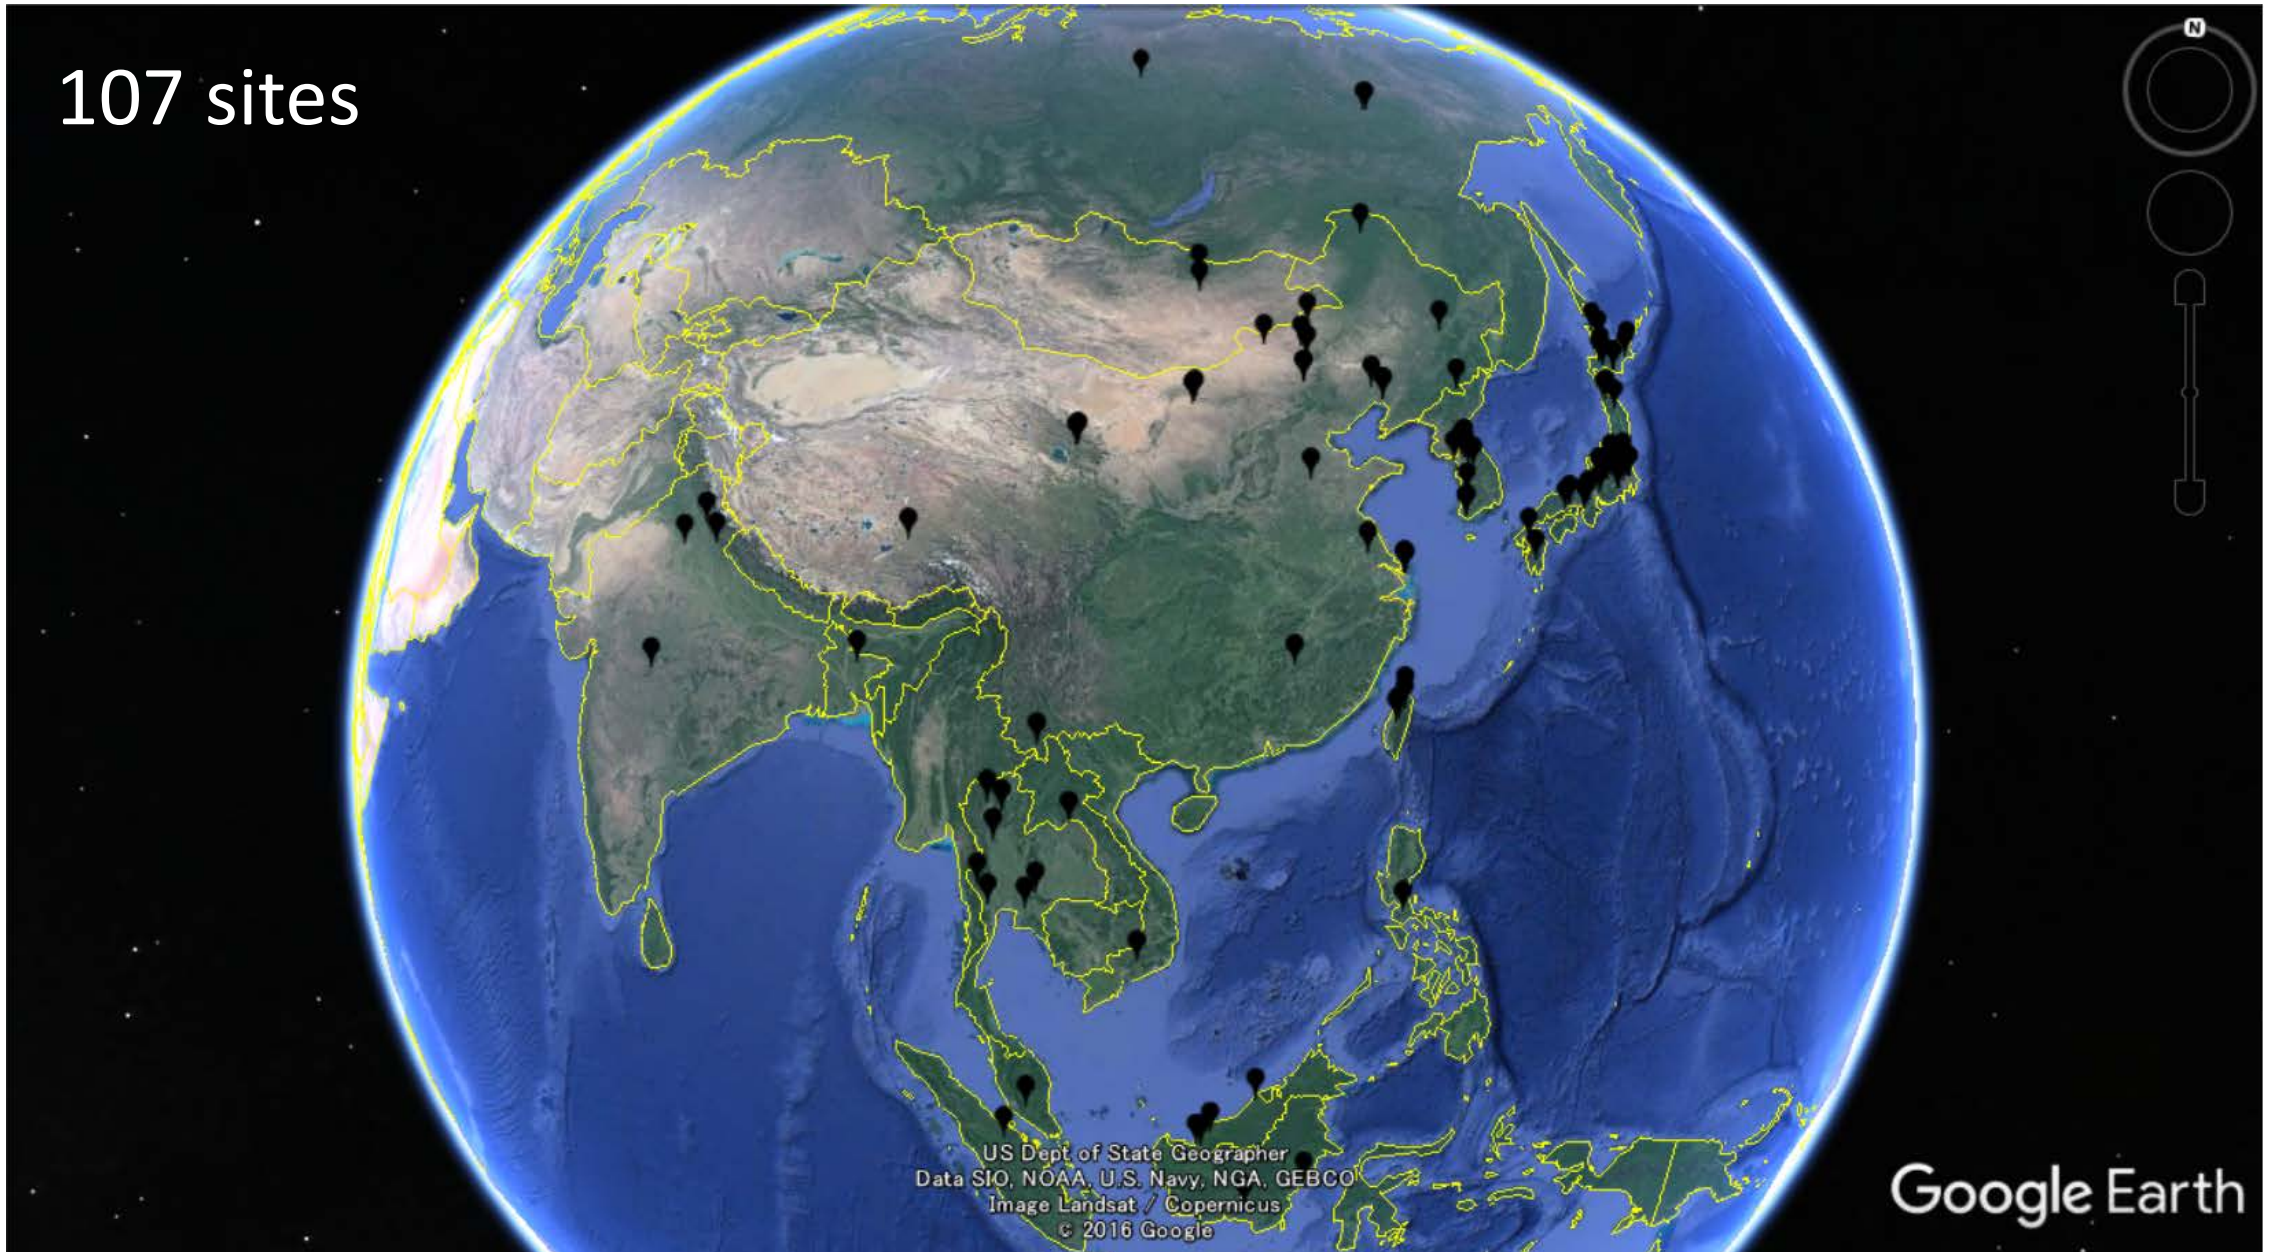 107 sites
N
US Dept of State Geographer
Data SIO, NOAA, U.S. Navy, NGA, GEBCO
Image Landsat / Copernicus
© 2016 Google
Google Earth